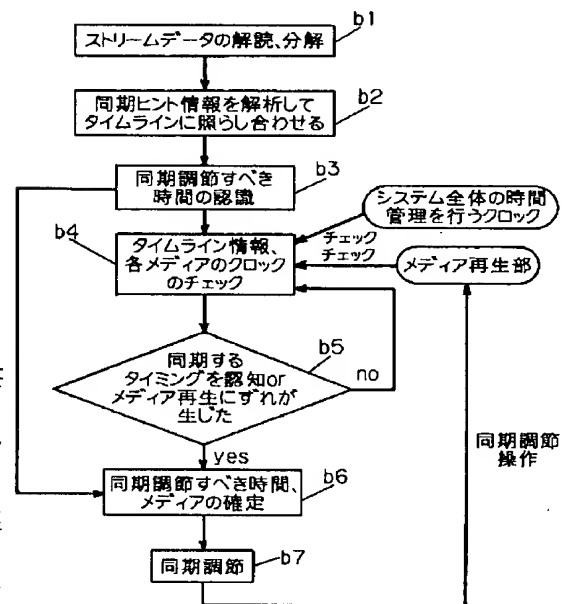 b1
ストリームデータの解読、分解
b2
同期ヒント情報を解析して
タイムラインに照らし合わせる
b3
同期調節すべき
時間の認識
システム全体の時間
管理を行うクロック
b4
タイムライン情報、
各メディアのクロック
のチェック
チェック
チェック
メディア再生部
b5
同期する
タイミングを認知or
メディア再生にずれが
生じた
no
yes
同期調節
操作
b6
同期調節すべき時間、
メディアの確定
b7
同期調節